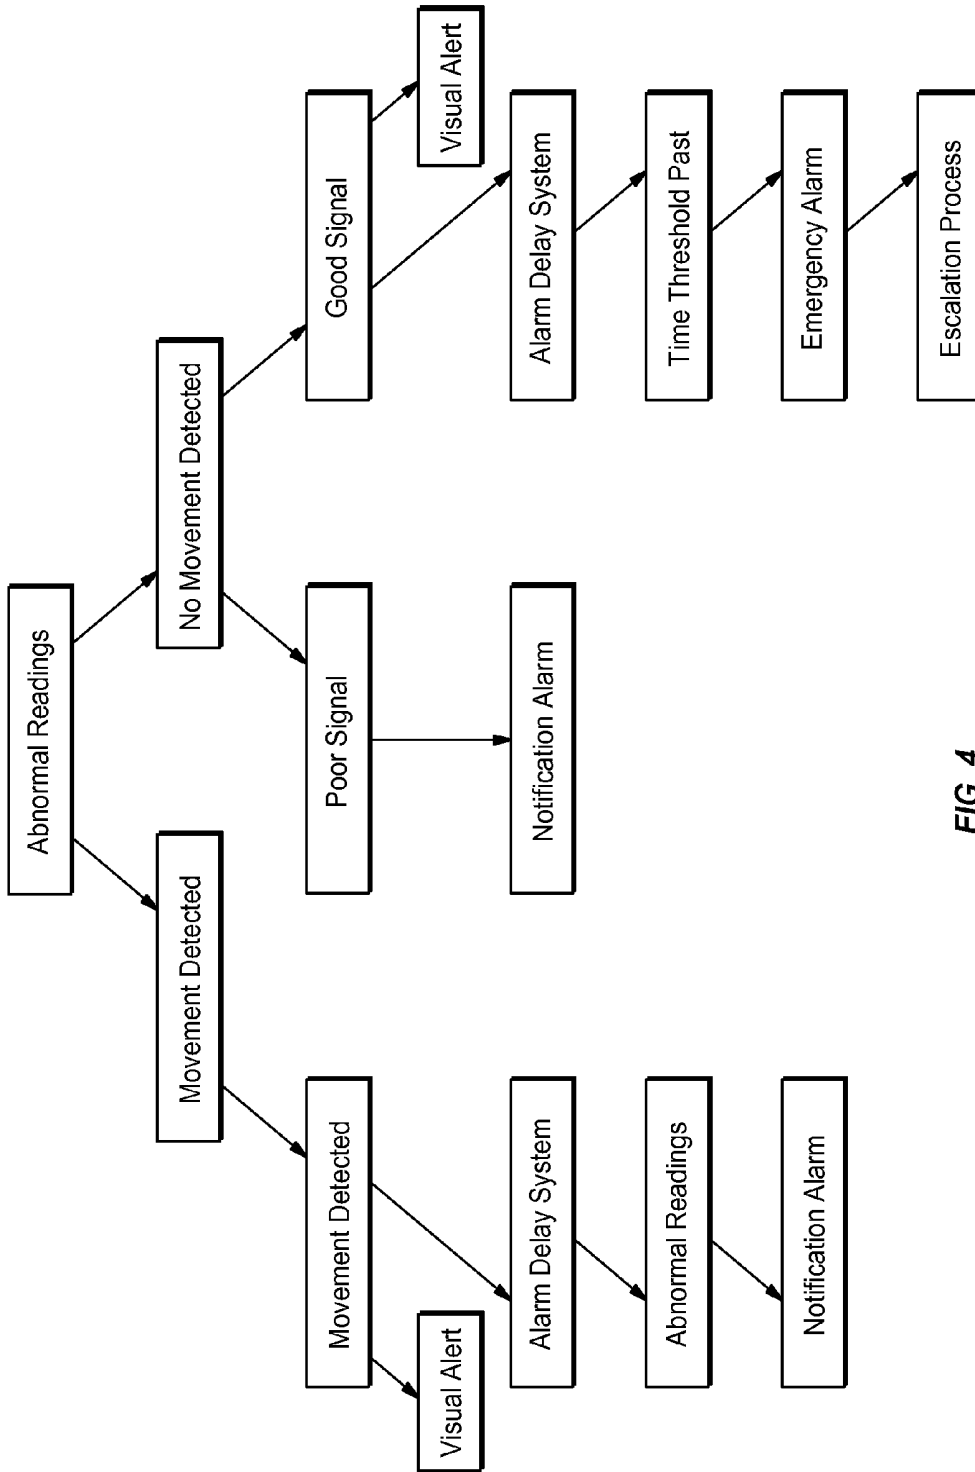 Abnormal Readings
Movement Detected
No Movement Detected
Movement Detected
Poor Signal
Good Signal
Visual Alert
Visual Alert
Alarm Delay System
Notification Alarm
Alarm Delay System
Abnormal Readings
Time Threshold Past
Notification Alarm
Emergency Alarm
Escalation Process
FIG. 4